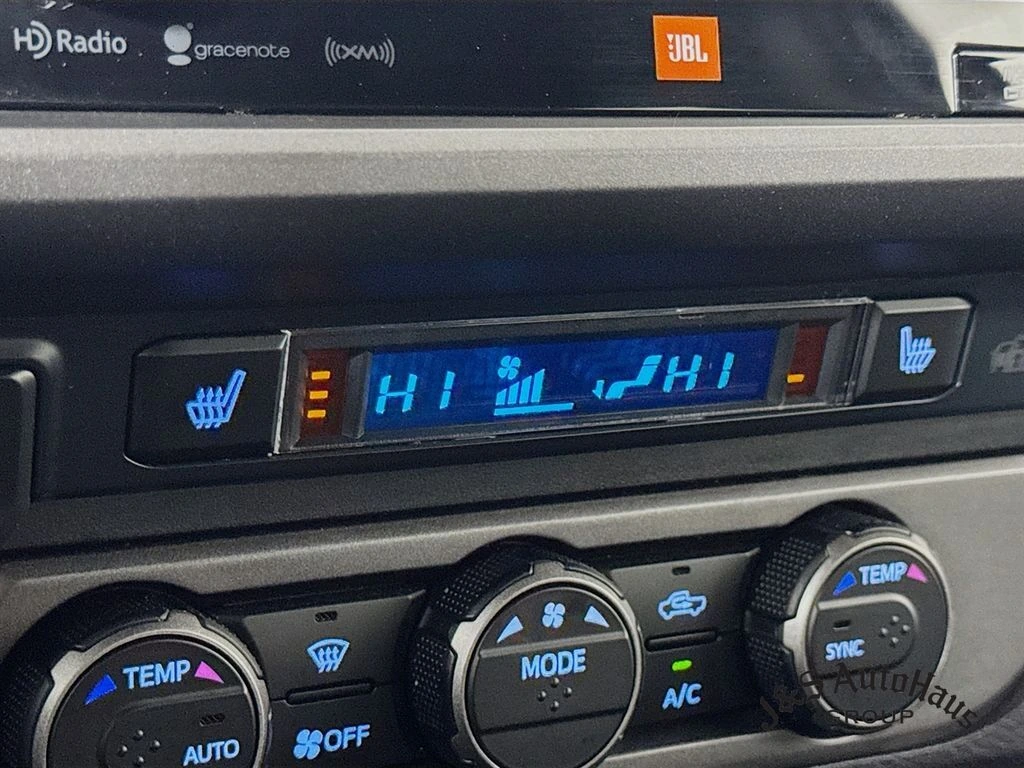 HD Radio
gracenote
((XM))
JBL
HI HI
TEMP
AUTO
OFF
MODE
A/C
TEMP
SYNC
J&S AutoHaus
GROUP